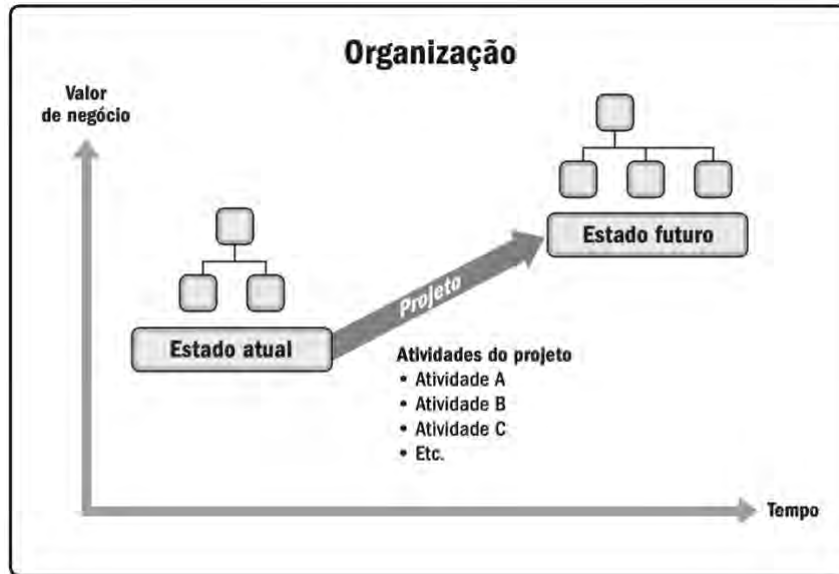 Organização
Valor
de negócio
Estado futuro
Projeto
Estado atual
Atividades do projeto
• Atividade A
• Atividade B
• Atividade C
• Etc.
Tempo